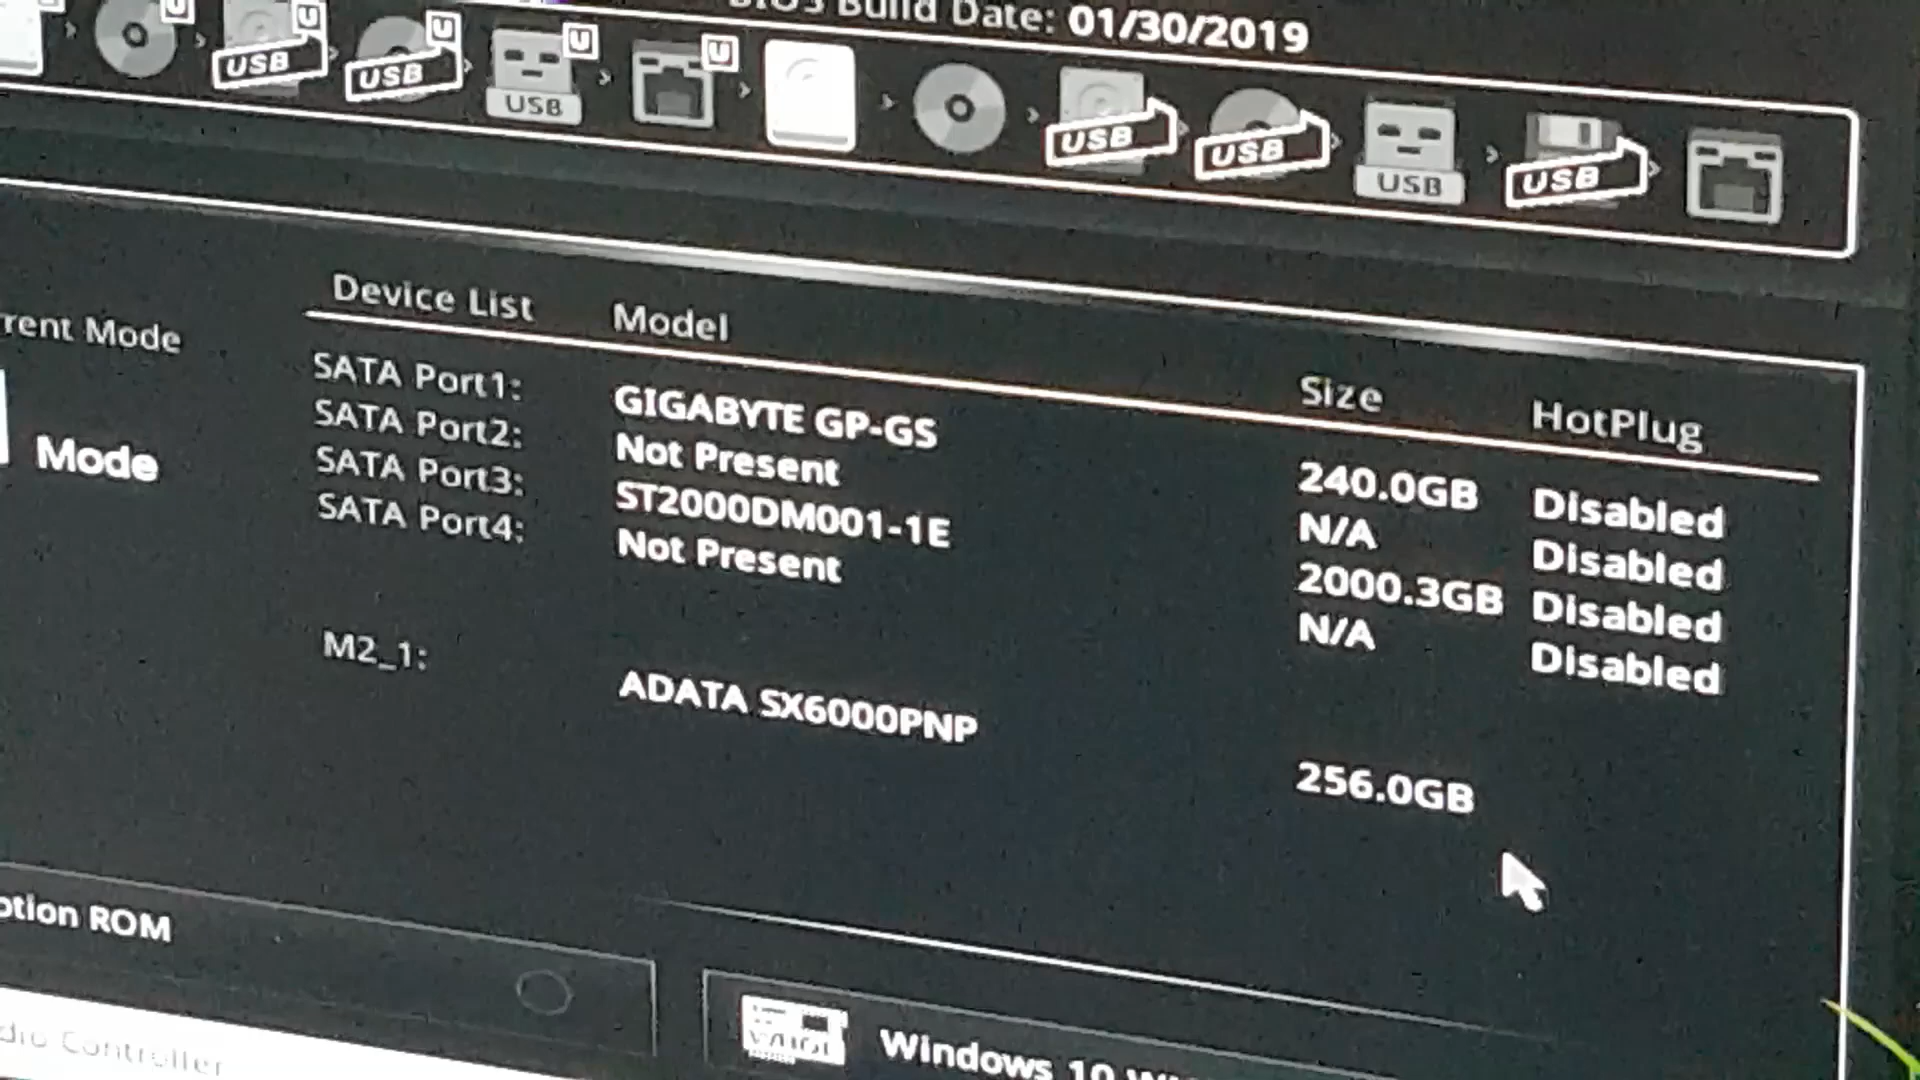 BIOS Build Date: 01/30/2019
U U U U U
USB USB USB USB USB USB USB
Device List Model Size HotPlug
rent Mode
SATA Port1: GIGABYTE GP-GS 240.0GB Disabled
SATA Port2: Not Present N/A Disabled
Mode
SATA Port3: ST2000DM001-1E 2000.3GB Disabled
SATA Port4: Not Present N/A Disabled
M2_1: ADATA SX6000PNP 256.0GB
ption ROM
dio Controller
Windows 10